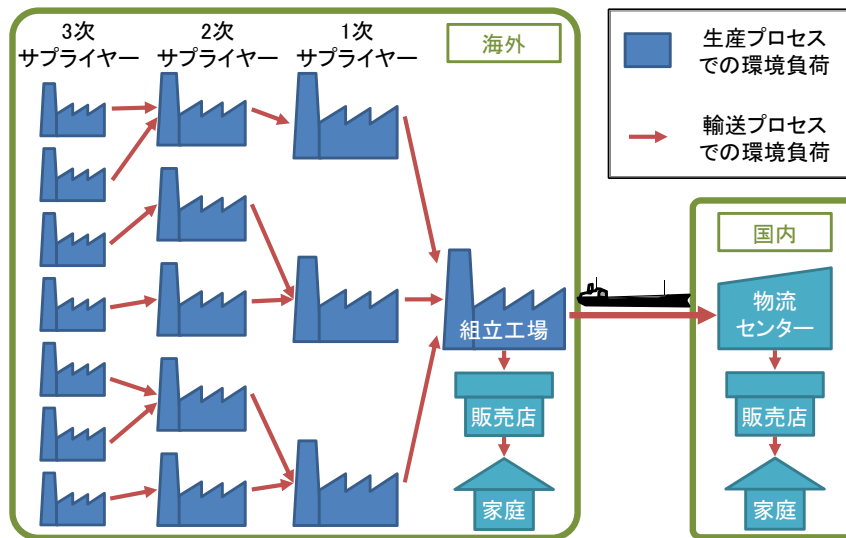 3次
サプライヤー
2次
サプライヤー
1次
サプライヤー
海外
生産プロセス
での環境負荷
輸送プロセス
での環境負荷
国内
組立工場
物流
センター
販売店
販売店
家庭
家庭